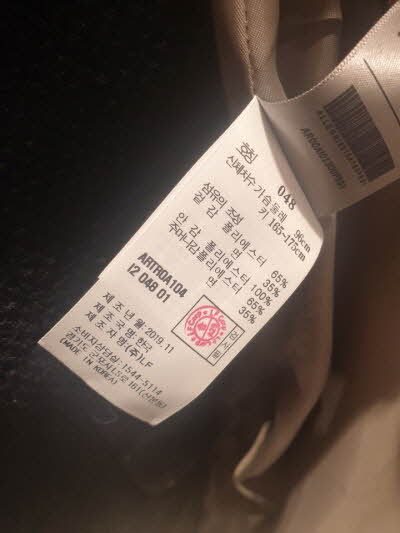 호칭 048
신체치수 가슴둘레 96cm
키 165-175cm
섬유의 조성
겉 감 폴리에스터 65%
면 35%
안 감 폴리에스터 100%
주머니감폴리에스터 65%
면 35%
ARTR0A104
12 048 01
제 조 년 월:2019.11
제 조 국 명:한국
제 조 자 명(주)LF
소비자상담실:1544-5114
(MADE IN KOREA)